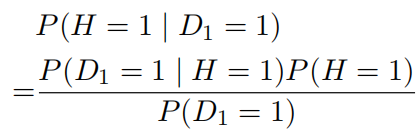 P(H = 1 | D₁ = 1)
= P(D₁ = 1 | H = 1)P(H = 1)
P(D₁ = 1)